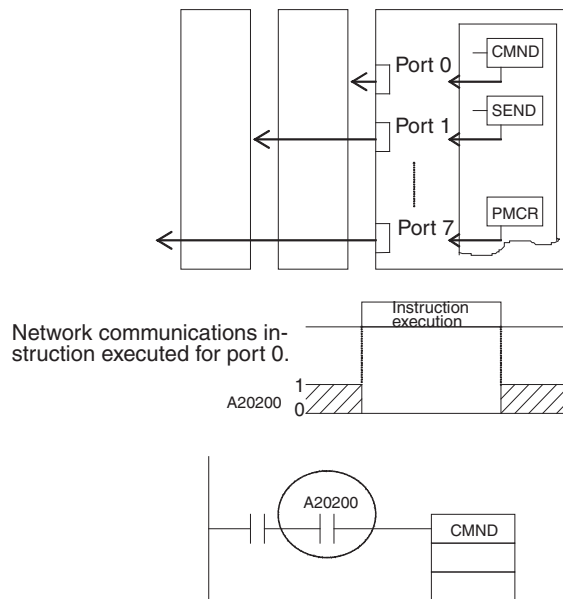 CMND
Port 0
SEND
Port 1
PMCR
Port 7
Instruction
execution
Network communications in-
struction executed for port 0.
1
A20200
0
A20200
CMND